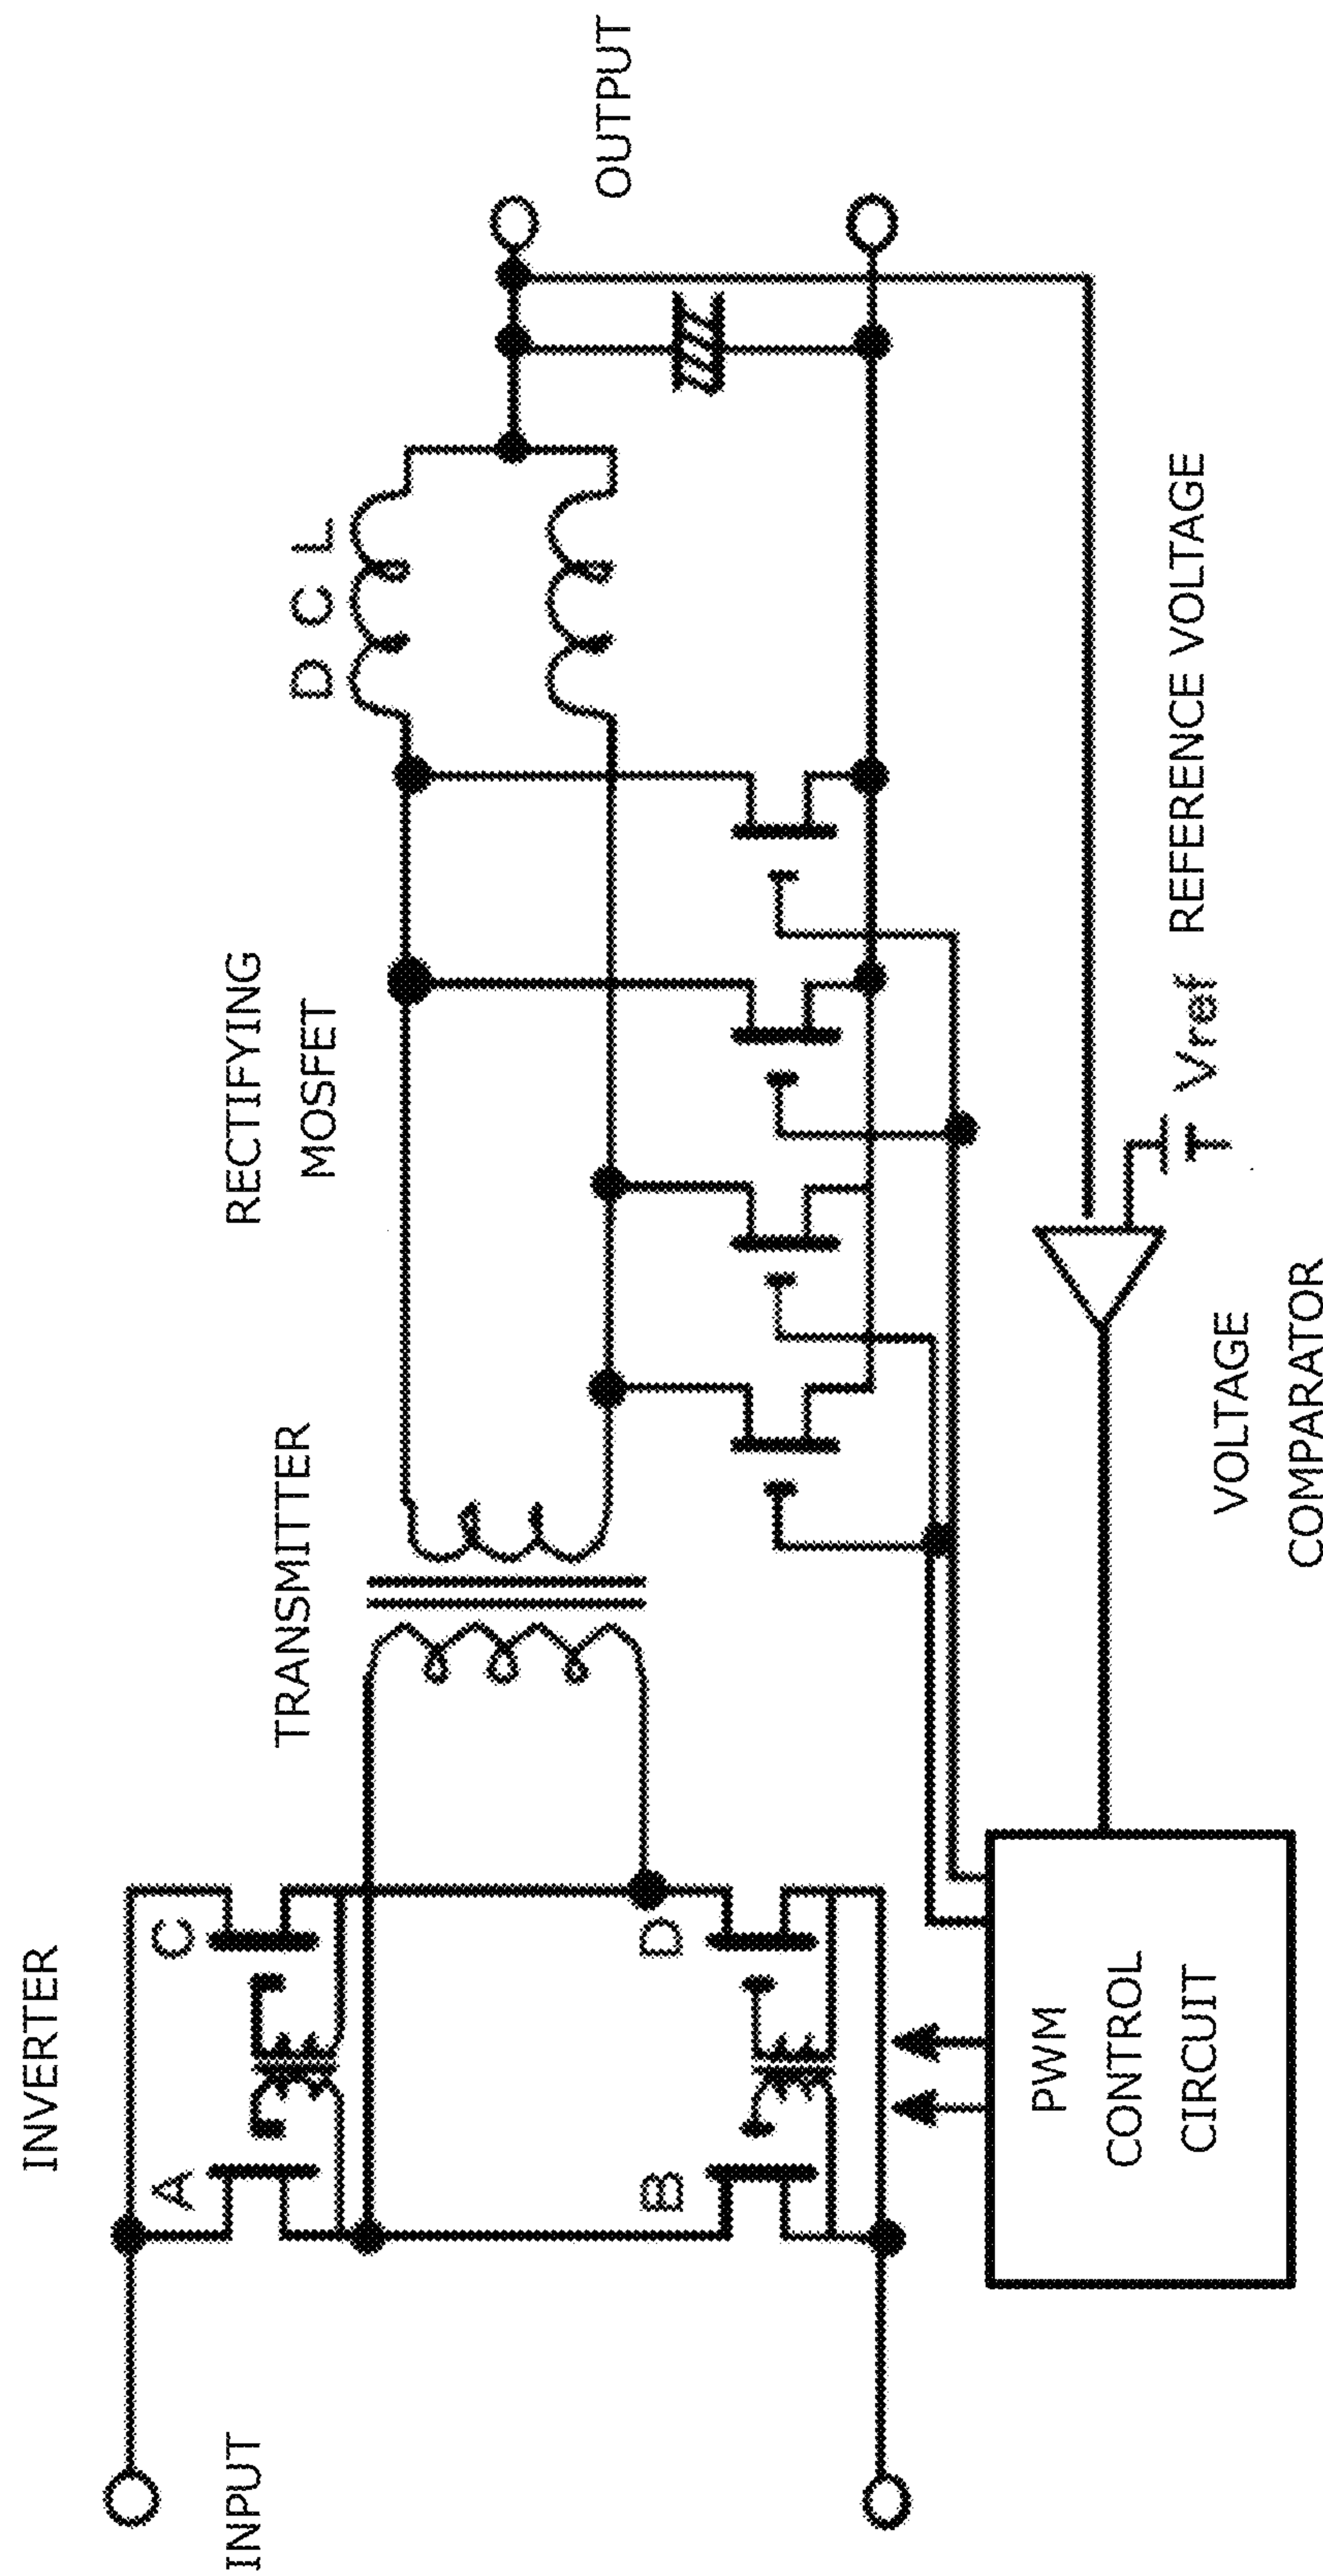 INVERTER
INPUT
A
C
B
D
TRANSMITTER
RECTIFYING
MOSFET
D C L
OUTPUT
PWM
CONTROL
CIRCUIT
VOLTAGE
COMPARATOR
Vref REFERENCE VOLTAGE